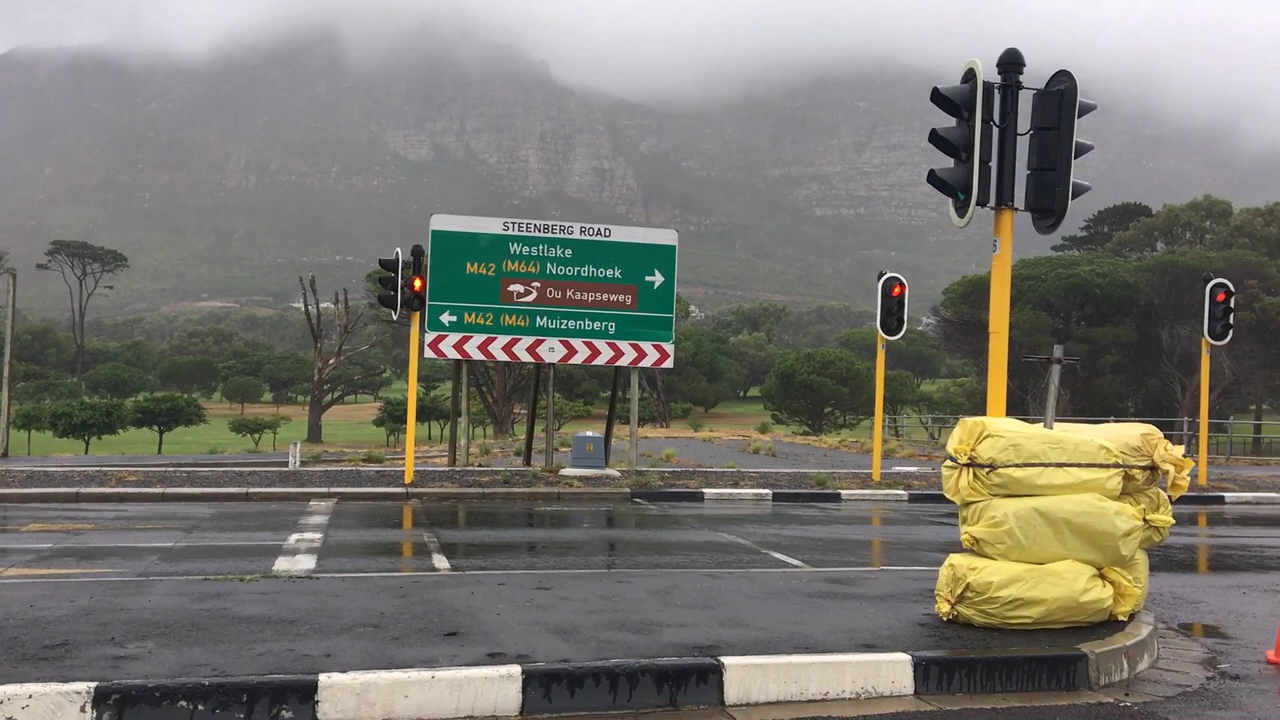 STEENBERG ROAD
Westlake
M42 (M64) Noordhoek
Ou Kaapseweg
M42 (M4) Muizenberg